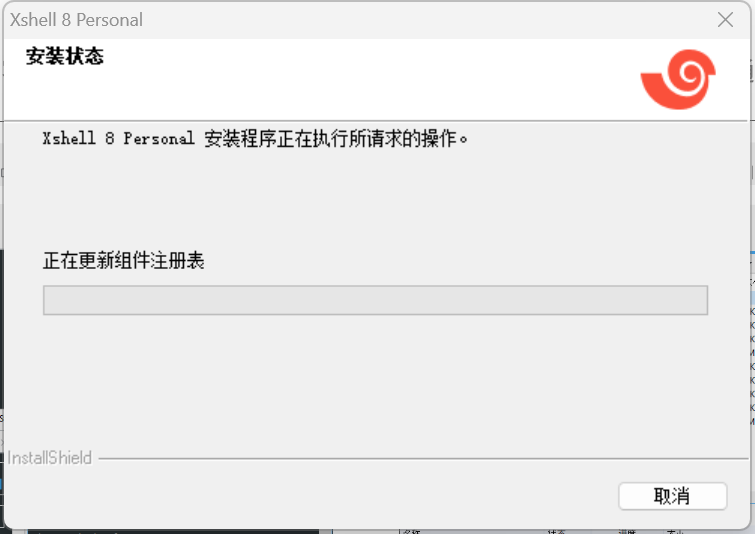 Xshell 8 Personal
安装状态
Xshell 8 Personal 安装程序正在执行所请求的操作。
正在更新组件注册表
InstallShield
取消